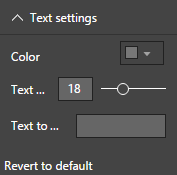 Text settings
Color
Text ... 18
Text to ...
Revert to default